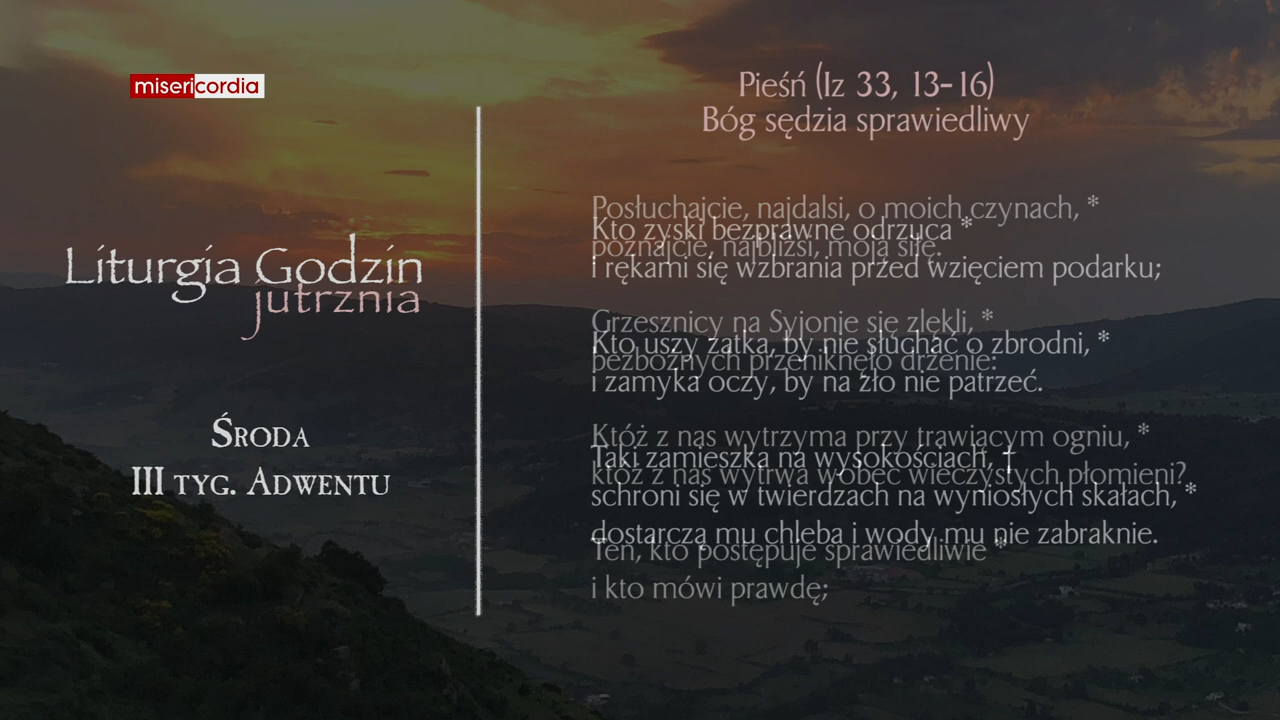 misericordia
Liturgia Godzin
jutrznia
Środa
III tyg. Adwentu
Pieśń (Iz 33, 13-16)
Bóg sędzia sprawiedliwy
Posłuchajcie, najdalsi, o moich czynach, *
Kto zyski bezprawne odrzuca *
poznajcie, najbliżsi, moją siłę.
i rękami się wzbrania przed wzięciem podarku;
Grzesznicy na Syjonie się zlękli, *
Kto uszy zatka, by nie słuchać o zbrodni, *
bezbożnych przeniknęło drżenie:
i zamyka oczy, by na zło nie patrzeć.
Któż z nas wytrzyma przy trawiącym ogniu, *
Taki zamieszka na wysokościach, †
któż z nas wytrwa wobec wieczystych płomieni?
schroni się w twierdzach na wyniosłych skałach, *
dostarczą mu chleba i wody mu nie zabraknie.
Ten, kto postępuje sprawiedliwie *
i kto mówi prawdę;